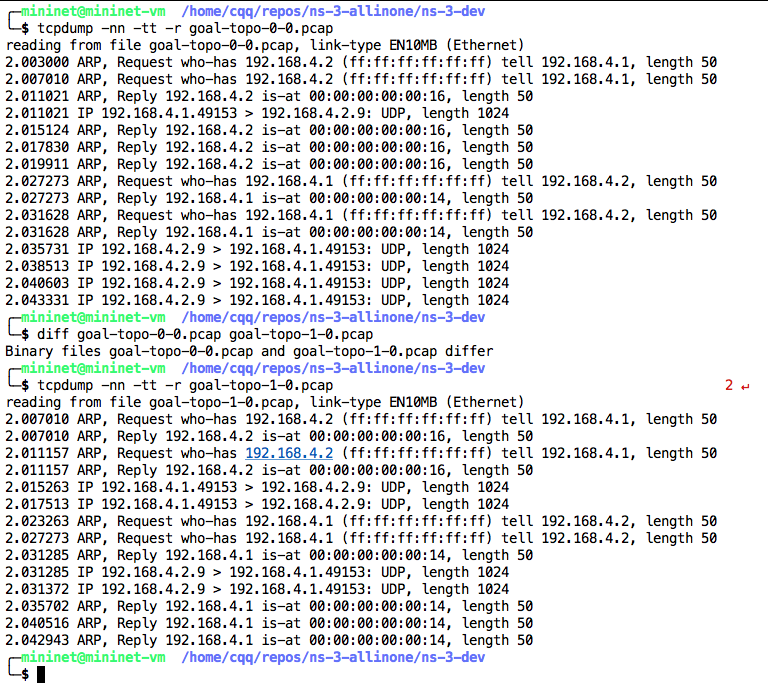 ╭─mininet@mininet-vm /home/cqq/repos/ns-3-allinone/ns-3-dev
╰─$ tcpdump -nn -tt -r goal-topo-0-0.pcap
reading from file goal-topo-0-0.pcap, link-type EN10MB (Ethernet)
2.003000 ARP, Request who-has 192.168.4.2 (ff:ff:ff:ff:ff:ff) tell 192.168.4.1, length 50
2.007010 ARP, Request who-has 192.168.4.2 (ff:ff:ff:ff:ff:ff) tell 192.168.4.1, length 50
2.011021 ARP, Reply 192.168.4.2 is-at 00:00:00:00:00:16, length 50
2.011021 IP 192.168.4.1.49153 > 192.168.4.2.9: UDP, length 1024
2.015124 ARP, Reply 192.168.4.2 is-at 00:00:00:00:00:16, length 50
2.017830 ARP, Reply 192.168.4.2 is-at 00:00:00:00:00:16, length 50
2.019911 ARP, Reply 192.168.4.2 is-at 00:00:00:00:00:16, length 50
2.027273 ARP, Request who-has 192.168.4.1 (ff:ff:ff:ff:ff:ff) tell 192.168.4.2, length 50
2.027273 ARP, Reply 192.168.4.1 is-at 00:00:00:00:00:14, length 50
2.031628 ARP, Request who-has 192.168.4.1 (ff:ff:ff:ff:ff:ff) tell 192.168.4.2, length 50
2.031628 ARP, Reply 192.168.4.1 is-at 00:00:00:00:00:14, length 50
2.035731 IP 192.168.4.2.9 > 192.168.4.1.49153: UDP, length 1024
2.038513 IP 192.168.4.2.9 > 192.168.4.1.49153: UDP, length 1024
2.040603 IP 192.168.4.2.9 > 192.168.4.1.49153: UDP, length 1024
2.043331 IP 192.168.4.2.9 > 192.168.4.1.49153: UDP, length 1024
╭─mininet@mininet-vm /home/cqq/repos/ns-3-allinone/ns-3-dev
╰─$ diff goal-topo-0-0.pcap goal-topo-1-0.pcap
Binary files goal-topo-0-0.pcap and goal-topo-1-0.pcap differ
╭─mininet@mininet-vm /home/cqq/repos/ns-3-allinone/ns-3-dev
╰─$ tcpdump -nn -tt -r goal-topo-1-0.pcap 2 ↵
reading from file goal-topo-1-0.pcap, link-type EN10MB (Ethernet)
2.007010 ARP, Request who-has 192.168.4.2 (ff:ff:ff:ff:ff:ff) tell 192.168.4.1, length 50
2.007010 ARP, Reply 192.168.4.2 is-at 00:00:00:00:00:16, length 50
2.011157 ARP, Request who-has 192.168.4.2 (ff:ff:ff:ff:ff:ff) tell 192.168.4.1, length 50
2.011157 ARP, Reply 192.168.4.2 is-at 00:00:00:00:00:16, length 50
2.015263 IP 192.168.4.1.49153 > 192.168.4.2.9: UDP, length 1024
2.017513 IP 192.168.4.1.49153 > 192.168.4.2.9: UDP, length 1024
2.023263 ARP, Request who-has 192.168.4.1 (ff:ff:ff:ff:ff:ff) tell 192.168.4.2, length 50
2.027273 ARP, Request who-has 192.168.4.1 (ff:ff:ff:ff:ff:ff) tell 192.168.4.2, length 50
2.031285 ARP, Reply 192.168.4.1 is-at 00:00:00:00:00:14, length 50
2.031285 IP 192.168.4.2.9 > 192.168.4.1.49153: UDP, length 1024
2.031372 IP 192.168.4.2.9 > 192.168.4.1.49153: UDP, length 1024
2.035702 ARP, Reply 192.168.4.1 is-at 00:00:00:00:00:14, length 50
2.040516 ARP, Reply 192.168.4.1 is-at 00:00:00:00:00:14, length 50
2.042943 ARP, Reply 192.168.4.1 is-at 00:00:00:00:00:14, length 50
╭─mininet@mininet-vm /home/cqq/repos/ns-3-allinone/ns-3-dev
╰─$